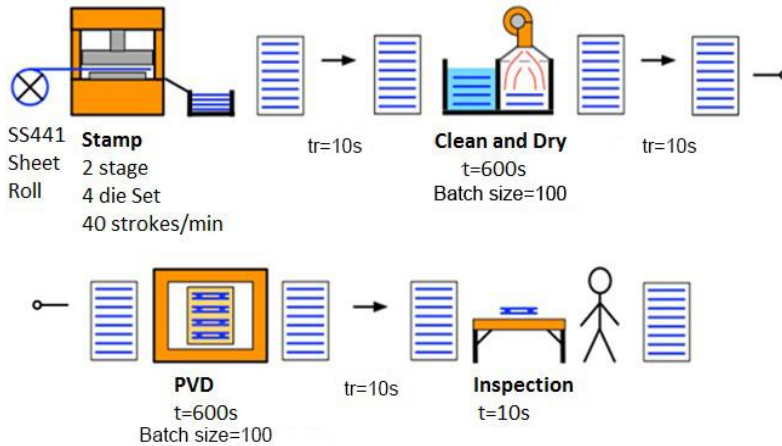 SS441
Sheet
Roll
Stamp
2 stage
4 die Set
40 strokes/min
tr=10s
Clean and Dry
t=600s
Batch size=100
tr=10s
PVD
t=600s
Batch size=100
tr=10s
Inspection
t=10s